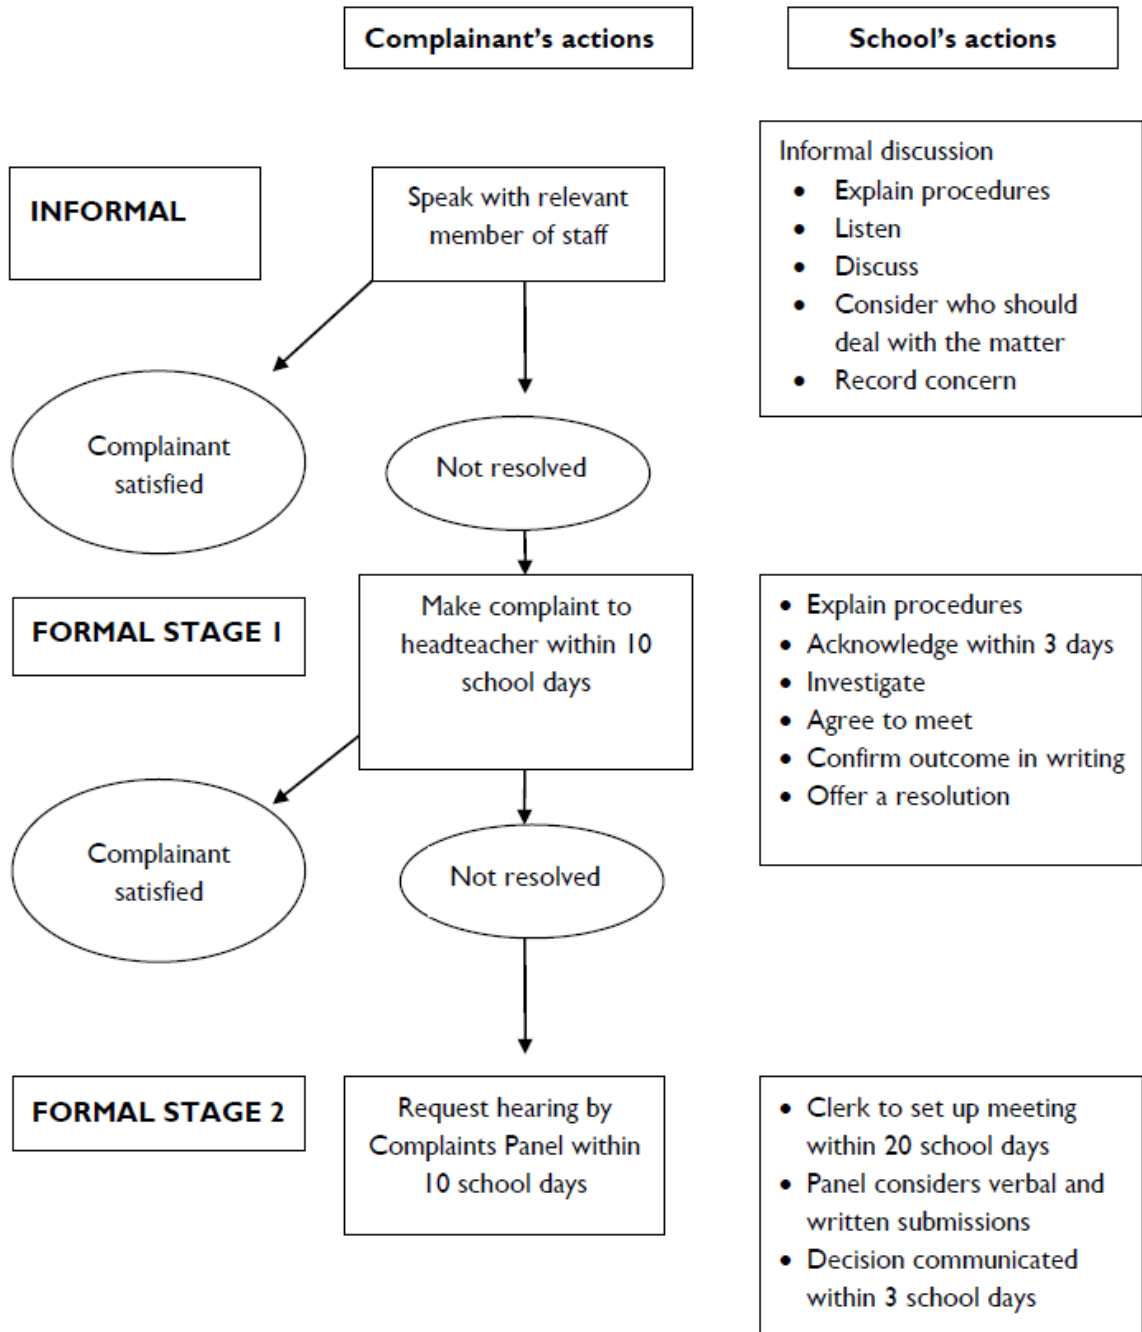 Complainant's actions
School's actions
INFORMAL
Speak with relevant
member of staff
Informal discussion
• Explain procedures
• Listen
• Discuss
• Consider who should
deal with the matter
• Record concern
Complainant
satisfied
Not resolved
FORMAL STAGE 1
Make complaint to
headteacher within 10
school days
• Explain procedures
• Acknowledge within 3 days
• Investigate
• Agree to meet
• Confirm outcome in writing
• Offer a resolution
Complainant
satisfied
Not resolved
FORMAL STAGE 2
Request hearing by
Complaints Panel within
10 school days
• Clerk to set up meeting
within 20 school days
• Panel considers verbal and
written submissions
• Decision communicated
within 3 school days